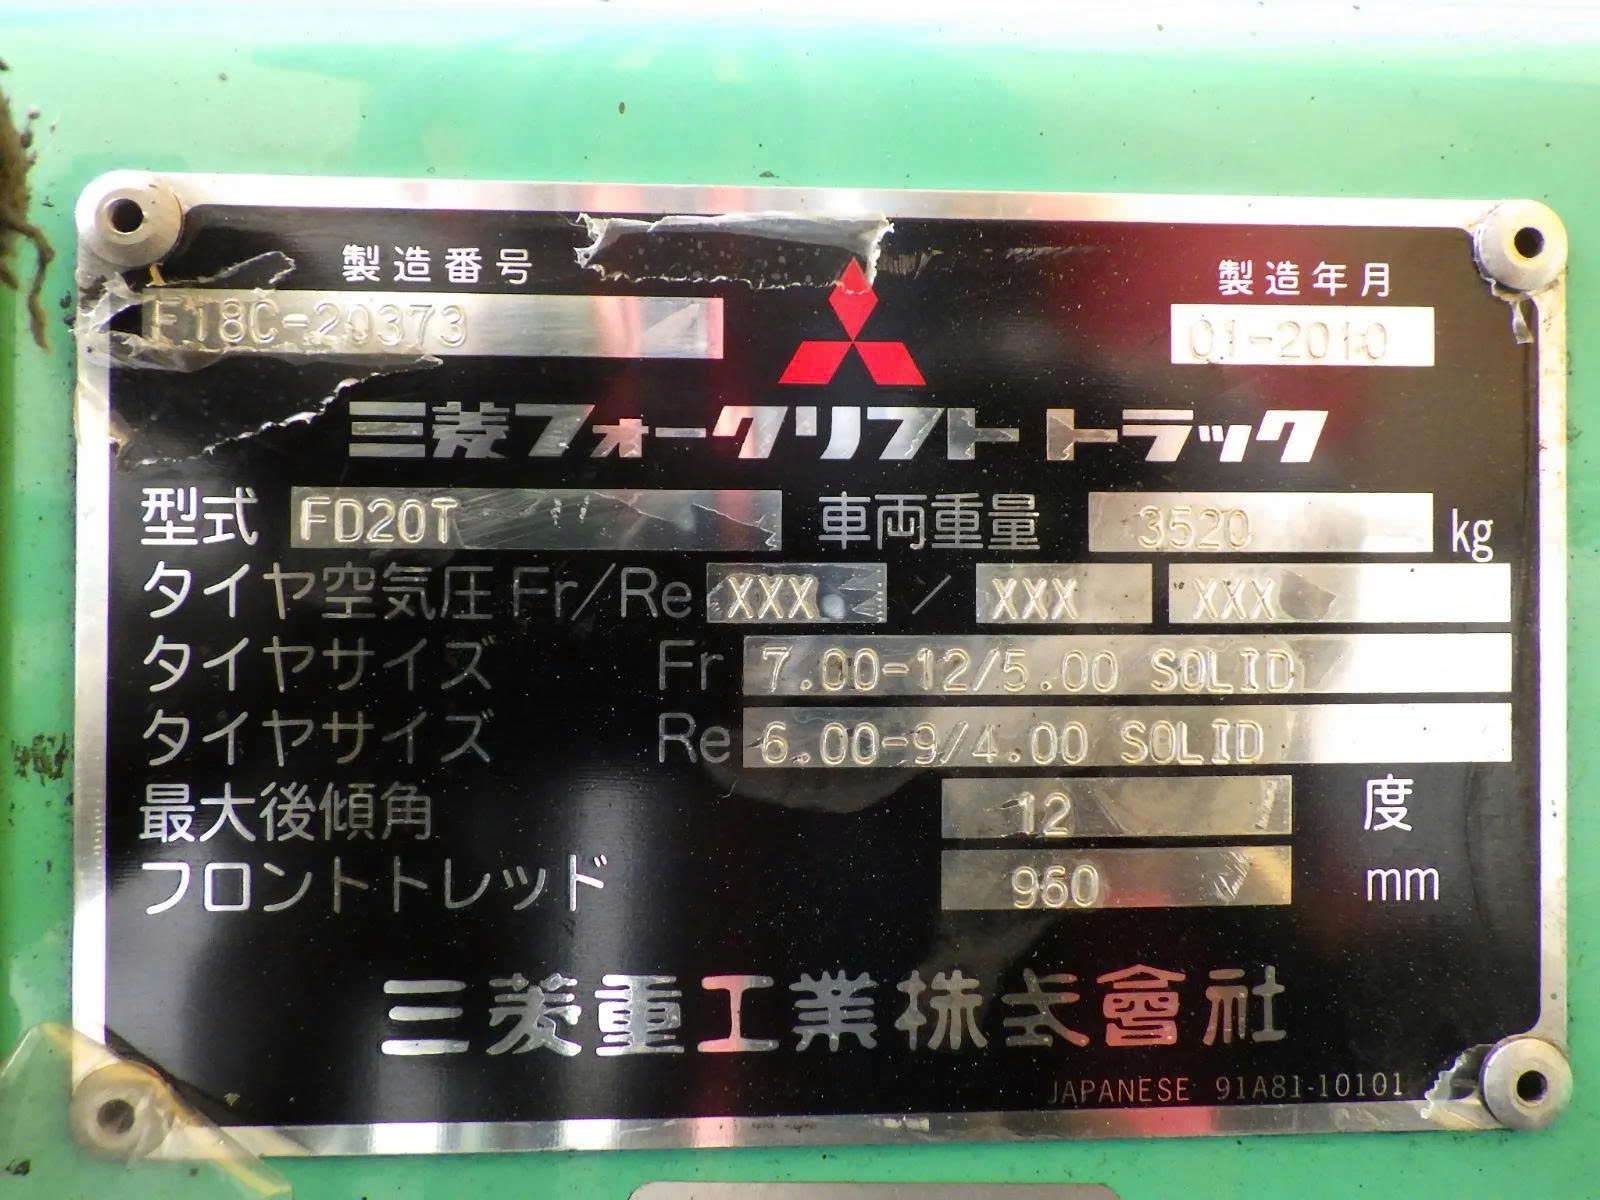 製造番号 製造年月
F18C-20373 01-2010
三菱フォークリフトトラック
型式 FD20T 車両重量 3520 kg
タイヤ空気圧 Fr/Re XXX / XXX XXX
タイヤサイズ Fr 7.00-12/5.00 SOLID
タイヤサイズ Re 6.00-9/4.00 SOLID
最大後傾角 12 度
フロントトレッド 960 mm
三菱重工業株式會社
JAPANESE 91A81-10101